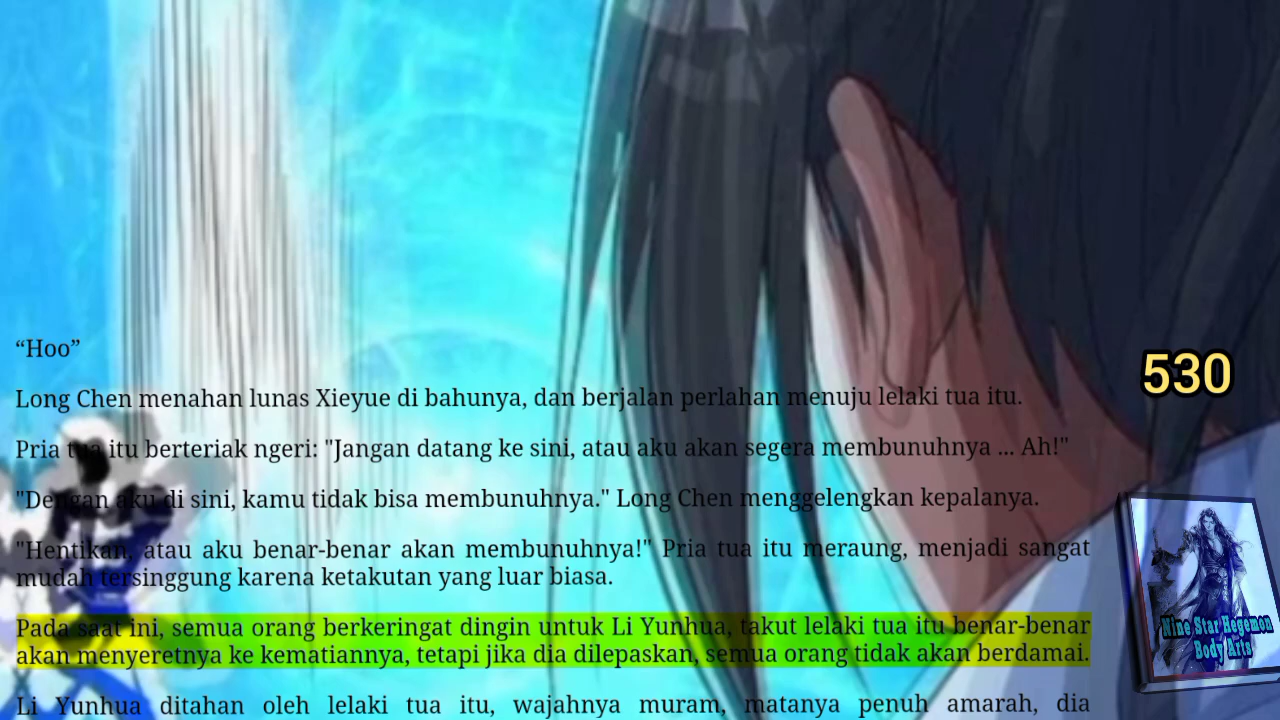 “Hoo”
Long Chen menahan lunas Xieyue di bahunya, dan berjalan perlahan menuju lelaki tua itu.
Pria tua itu berteriak ngeri: "Jangan datang ke sini, atau aku akan segera membunuhnya ... Ah!"
"Dengan aku di sini, kamu tidak bisa membunuhnya." Long Chen menggelengkan kepalanya.
"Hentikan, atau aku benar-benar akan membunuhnya!" Pria tua itu meraung, menjadi sangat
mudah tersinggung karena ketakutan yang luar biasa.
Pada saat ini, semua orang berkeringat dingin untuk Li Yunhua, takut lelaki tua itu benar-benar
akan menyeretnya ke kematiannya, tetapi jika dia dilepaskan, semua orang tidak akan berdamai.
Li Yunhua ditahan oleh lelaki tua itu, wajahnya muram, matanya penuh amarah, dia
530
Nine Star Hegemon
Body Arts